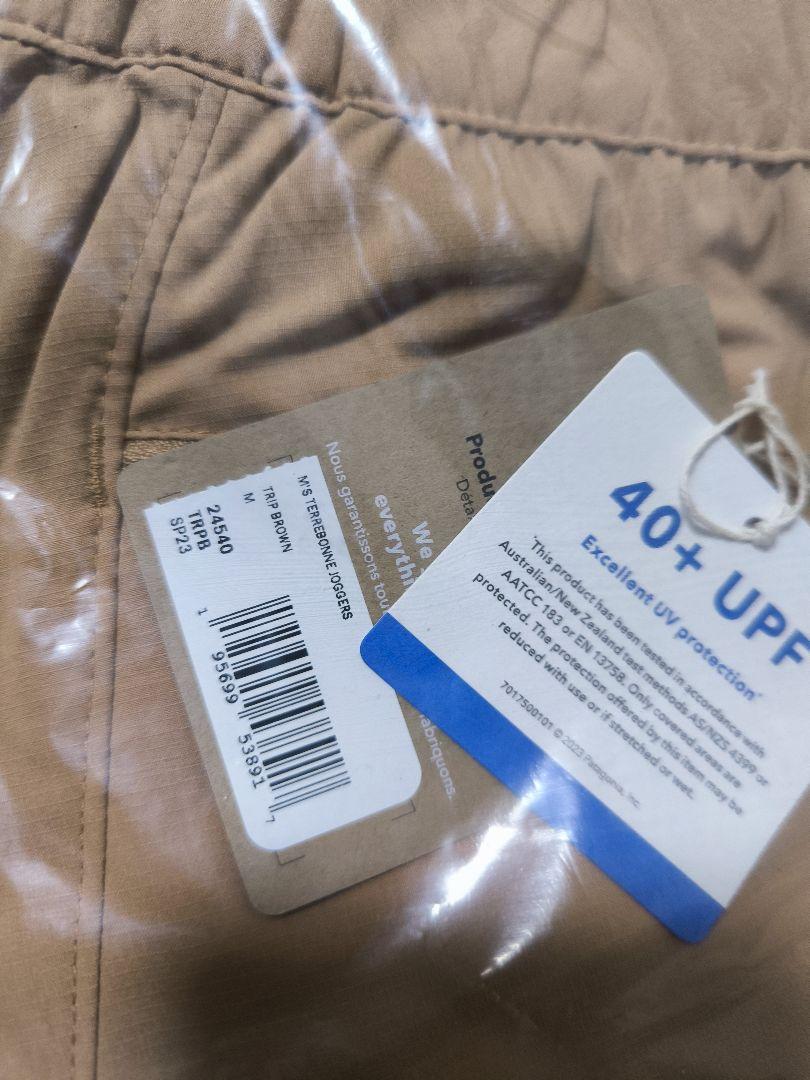 M'S TERREBONNE JOGGERS
TRIP BROWN
M
24540
TRPB
SP23
1 95699 53891 7
Nous garantissons tou
We
everythi
abriquons.
Produ
Déta
40+ UPF
Excellent UV protection*
*This product has been tested in accordance with
Australian/New Zealand test methods AS/NZS 4399 or
AATCC 183 or EN 13758. Only covered areas are
protected. The protection offered by this item may be
reduced with use or if stretched or wet.
7017500101 © 2023 Patagonia, Inc.